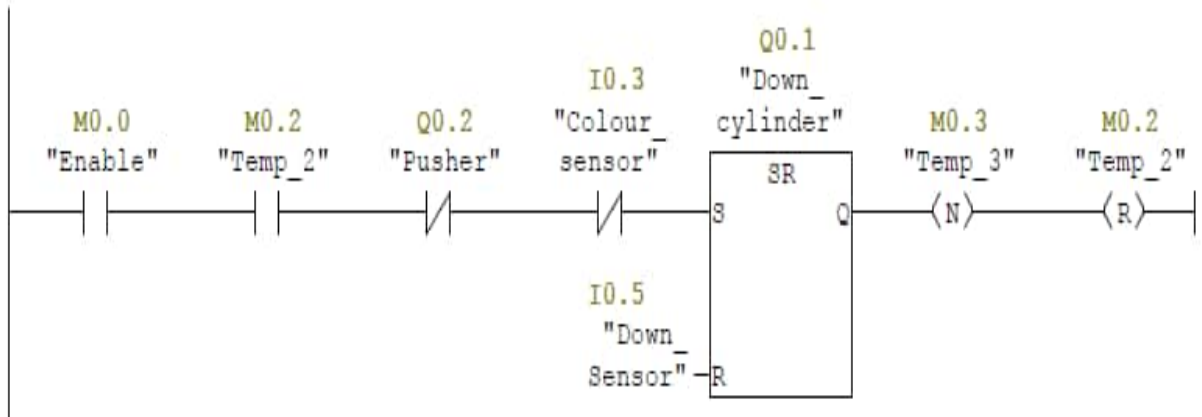 Q0.1
I0.3 "Down_
M0.0 M0.2 Q0.2 "Colour_ cylinder" M0.3 M0.2
"Enable" "Temp_2" "Pusher" sensor" SR "Temp_3" "Temp_2"
S Q N R
I0.5
"Down_
Sensor" R